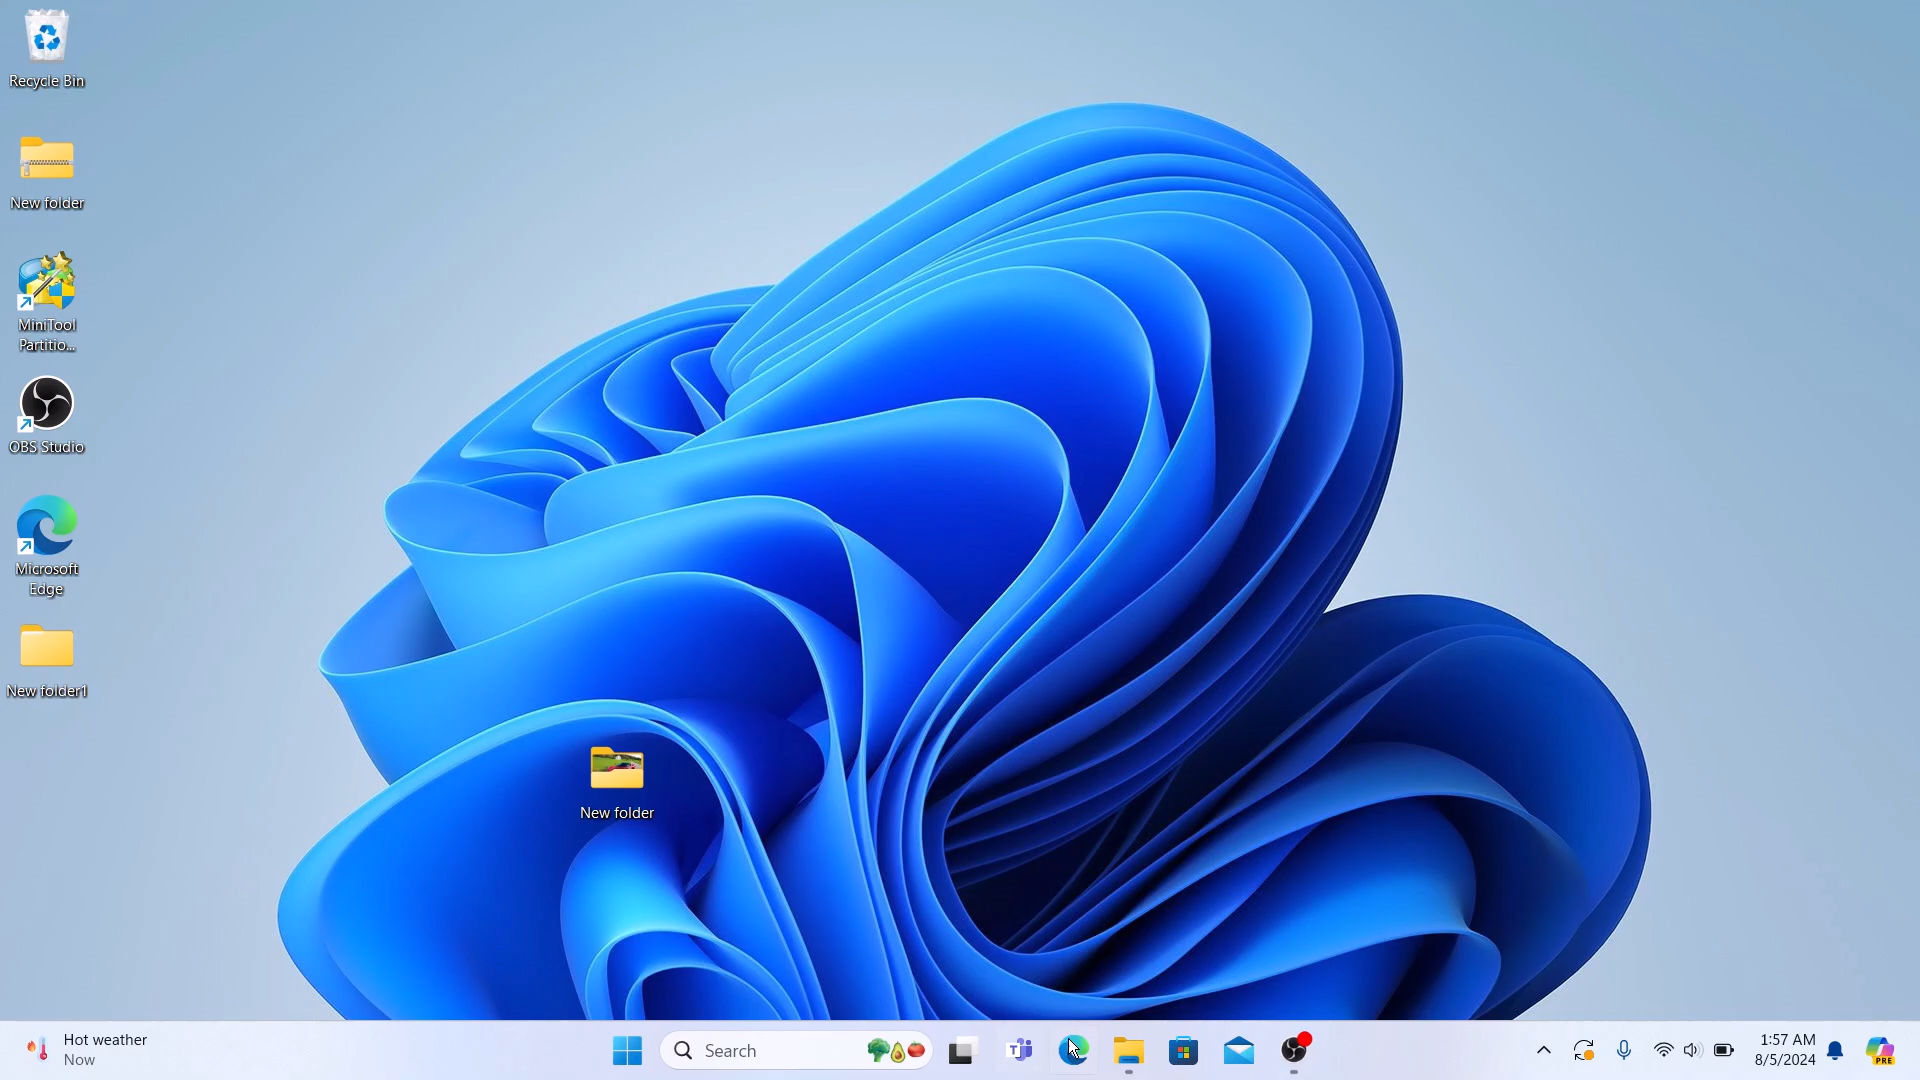 Recycle Bin
New folder
MiniTool
Partitio...
OBS Studio
Microsoft
Edge
New folder1
New folder
Hot weather
Now
Search
1:57 AM
8/5/2024
PRE